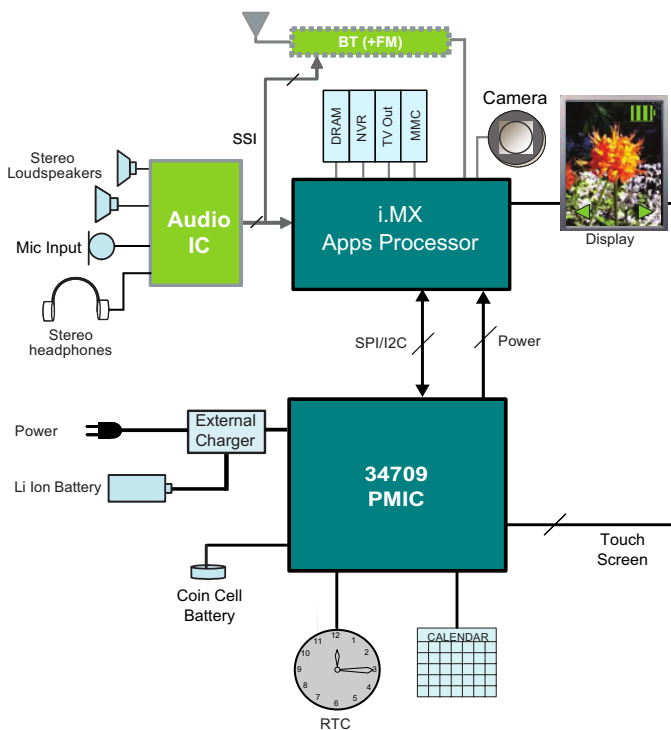 BT (+FM)
SSI
DRAM
NVR
TV Out
MMC
Camera
Stereo
Loudspeakers
Audio
IC
Mic Input
Stereo
headphones
i.MX
Apps Processor
Display
SPI/I2C
Power
Power
External
Charger
Li Ion Battery
34709
PMIC
Touch
Screen
Coin Cell
Battery
12
1
2
3
4
5
6
7
8
9
10
11
RTC
CALENDAR